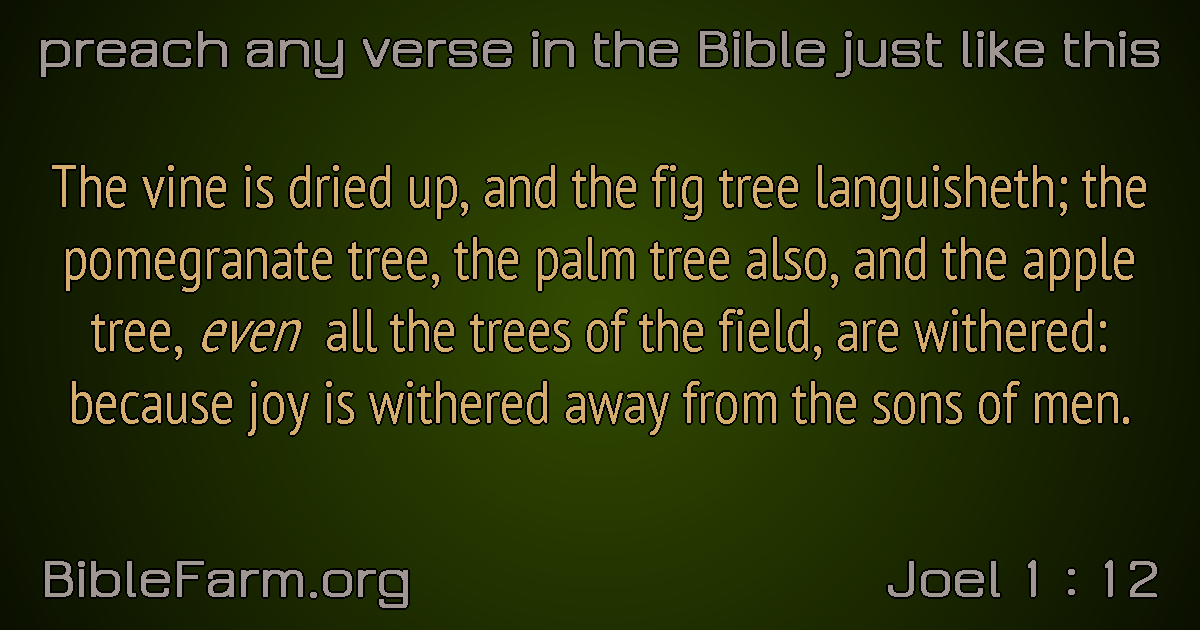 preach any verse in the Bible just like this
The vine is dried up, and the fig tree languisheth; the
pomegranate tree, the palm tree also, and the apple
tree, even all the trees of the field, are withered:
because joy is withered away from the sons of men.
BibleFarm.org
Joel 1 : 12